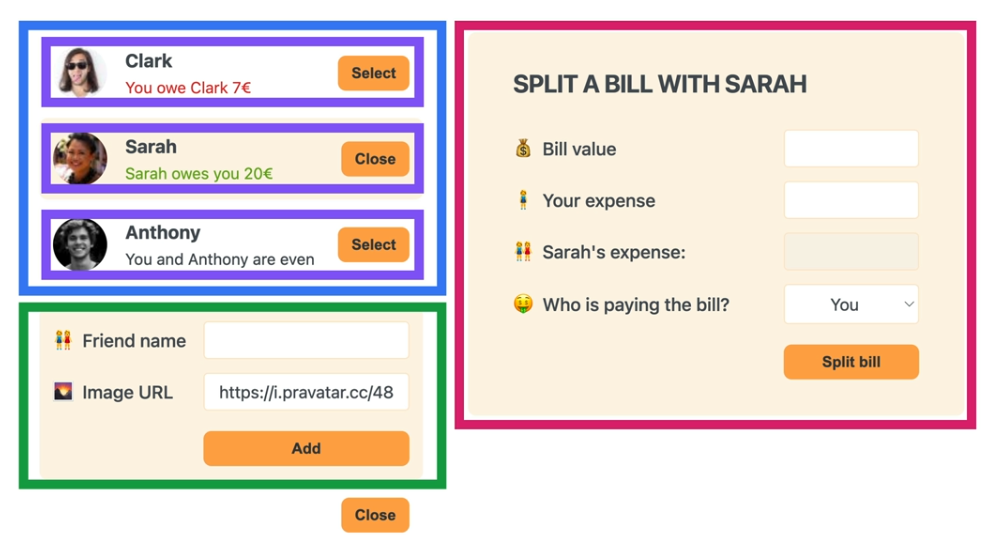 Clark
You owe Clark 7€
Select
Sarah
Sarah owes you 20€
Close
Anthony
You and Anthony are even
Select
Friend name
Image URL
https://i.pravatar.cc/48
Add
Close
SPLIT A BILL WITH SARAH
Bill value
Your expense
Sarah's expense:
Who is paying the bill?
You
Split bill